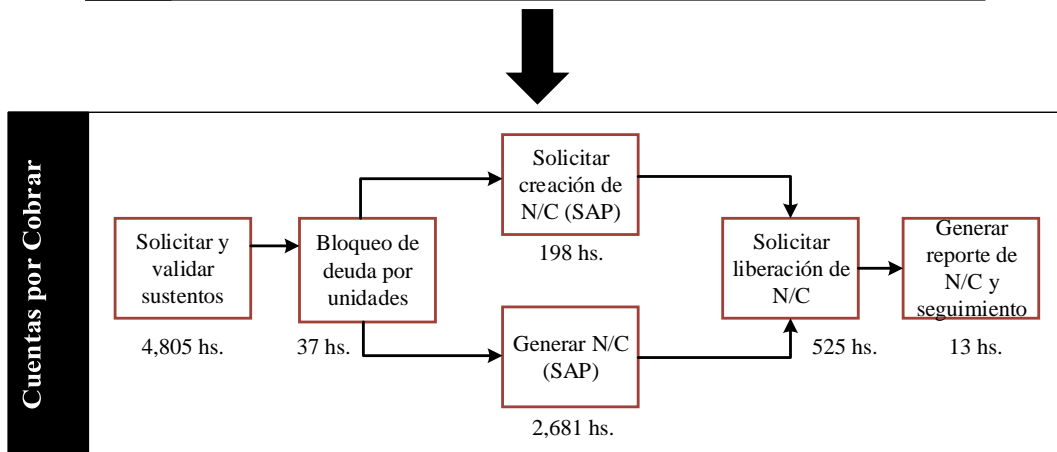 Cuentas por Cobrar
Solicitar y
validar
sustentos
4,805 hs.
Bloqueo de
deuda por
unidades
37 hs.
Solicitar
creación de
N/C (SAP)
198 hs.
Generar N/C
(SAP)
2,681 hs.
Solicitar
liberación de
N/C
525 hs.
Generar
reporte de
N/C y
seguimiento
13 hs.